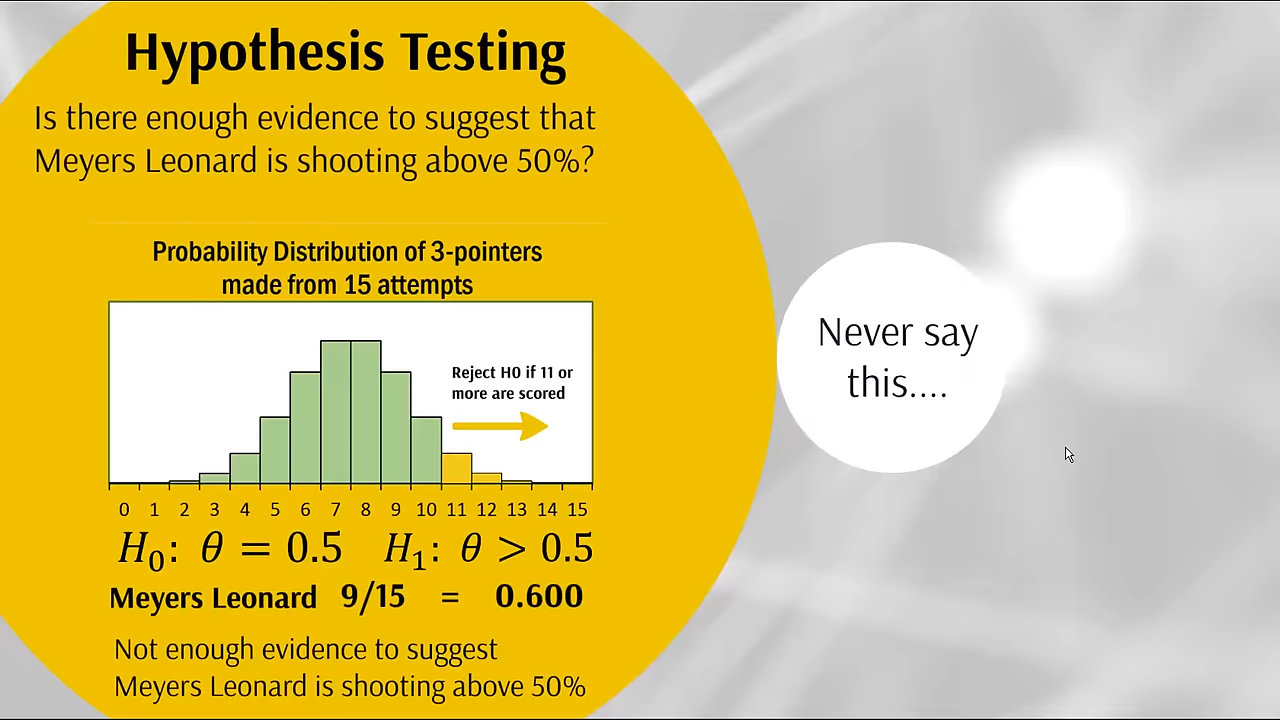 Hypothesis Testing
Is there enough evidence to suggest that
Meyers Leonard is shooting above 50%?
Probability Distribution of 3-pointers
made from 15 attempts
Reject H0 if 11 or
more are scored
0 1 2 3 4 5 6 7 8 9 10 11 12 13 14 15
H₀: θ = 0.5 H₁: θ > 0.5
Meyers Leonard 9/15 = 0.600
Not enough evidence to suggest
Meyers Leonard is shooting above 50%
Never say
this....